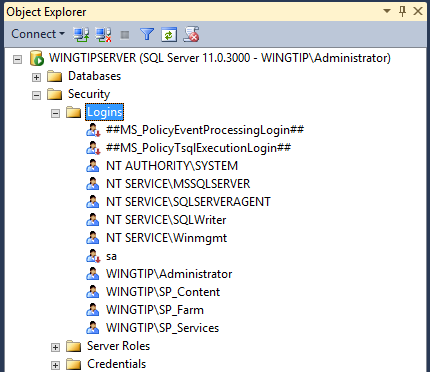 Object Explorer
Connect
WINGTIPSERVER (SQL Server 11.0.3000 - WINGTIP\Administrator)
Databases
Security
Logins
##MS_PolicyEventProcessingLogin##
##MS_PolicyTsqlExecutionLogin##
NT AUTHORITY\SYSTEM
NT SERVICE\MSSQLSERVER
NT SERVICE\SQLSERVERAGENT
NT SERVICE\SQLWriter
NT SERVICE\Winmgmt
sa
WINGTIP\Administrator
WINGTIP\SP_Content
WINGTIP\SP_Farm
WINGTIP\SP_Services
Server Roles
Credentials